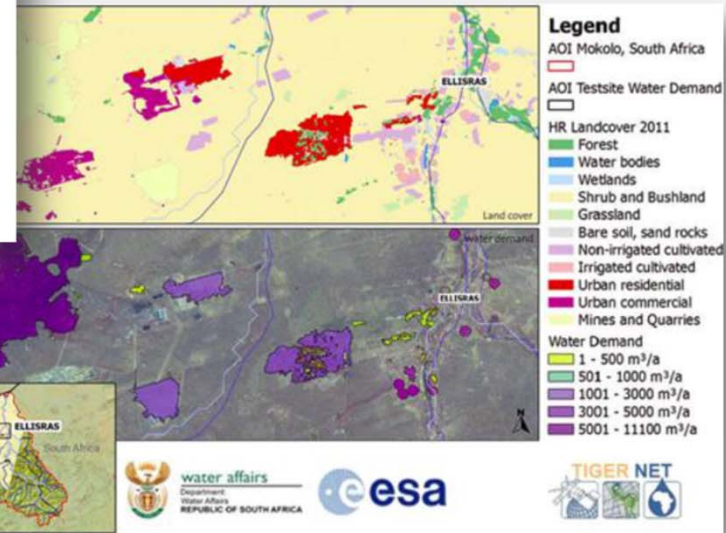 ELLISRAS
Land cover
water demand
ELLISRAS
N
ELLISRAS
South Africa
Legend
AOI Mokolo, South Africa
AOI Testsite Water Demand
HR Landcover 2011
Forest
Water bodies
Wetlands
Shrub and Bushland
Grassland
Bare soil, sand rocks
Non-irrigated cultivated
Irrigated cultivated
Urban residential
Urban commercial
Mines and Quarries
Water Demand
1 - 500 m³/a
501 - 1000 m³/a
1001 - 3000 m³/a
3001 - 5000 m³/a
5001 - 11100 m³/a
water affairs
Department:
Water Affairs
REPUBLIC OF SOUTH AFRICA
esa
TIGER NET